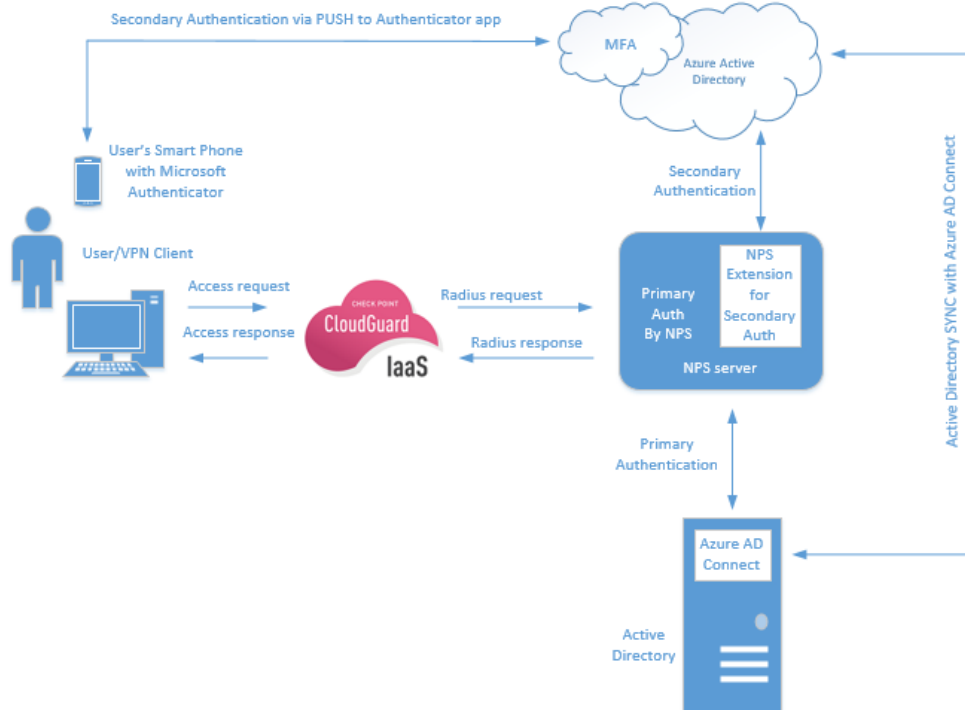 Secondary Authentication via PUSH to Authenticator app
MFA
Azure Active
Directory
User's Smart Phone
with Microsoft
Authenticator
Secondary
Authentication
User/VPN Client
Access request
Access response
CHECK POINT
CloudGuard
IaaS
Radius request
Radius response
Primary
Auth
By NPS
NPS
Extension
for
Secondary
Auth
NPS server
Primary
Authentication
Azure AD
Connect
Active
Directory
Active Directory SYNC with Azure AD Connect